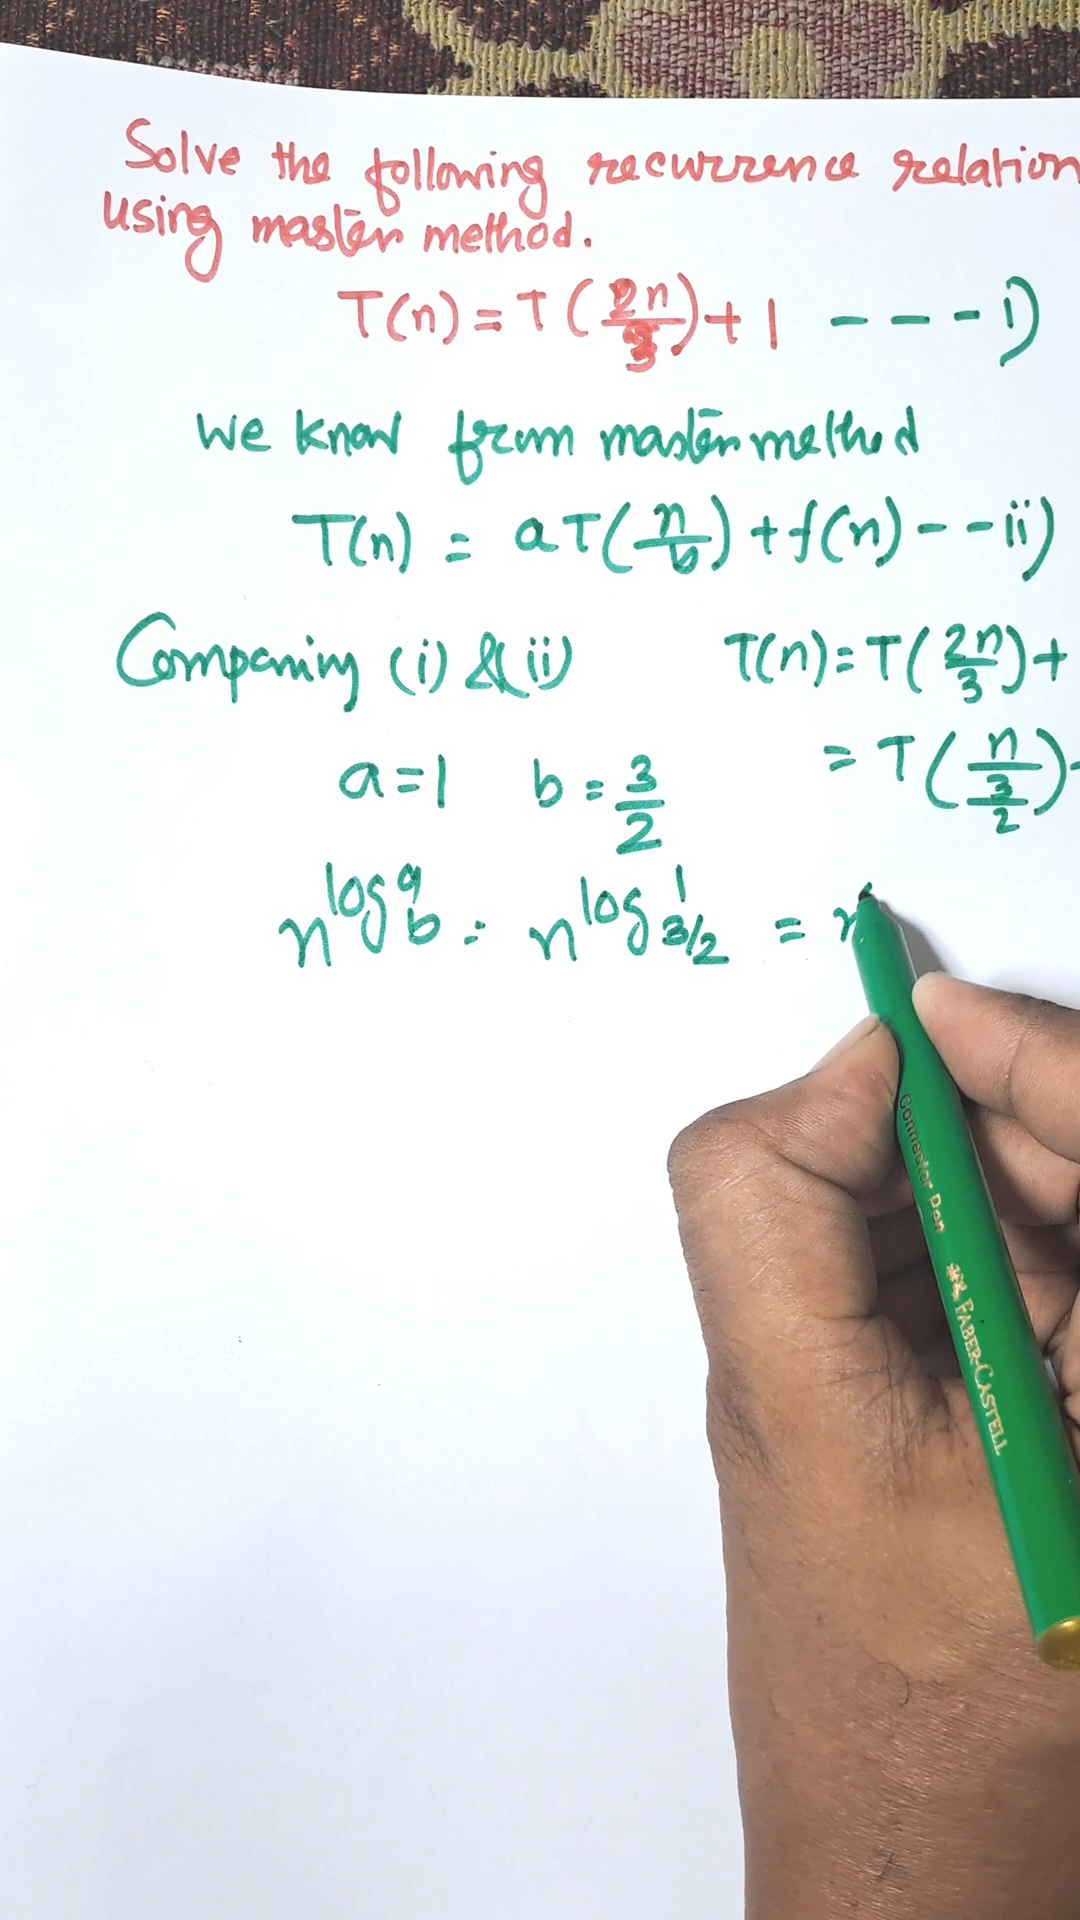 Solve the following recurrence relation
using master method.
T(n) = T(2n/3) + 1 - - - - i)
We know from master method
T(n) = aT(n/b) + f(n) - - ii)
Comparing (i) & (ii)
T(n) = T(2n/3) +
a = 1 b = 3/2
= T(n/(3/2))
n^log_b^a = n^log_3/2^1 = n
Connector Pen FABER-CASTELL